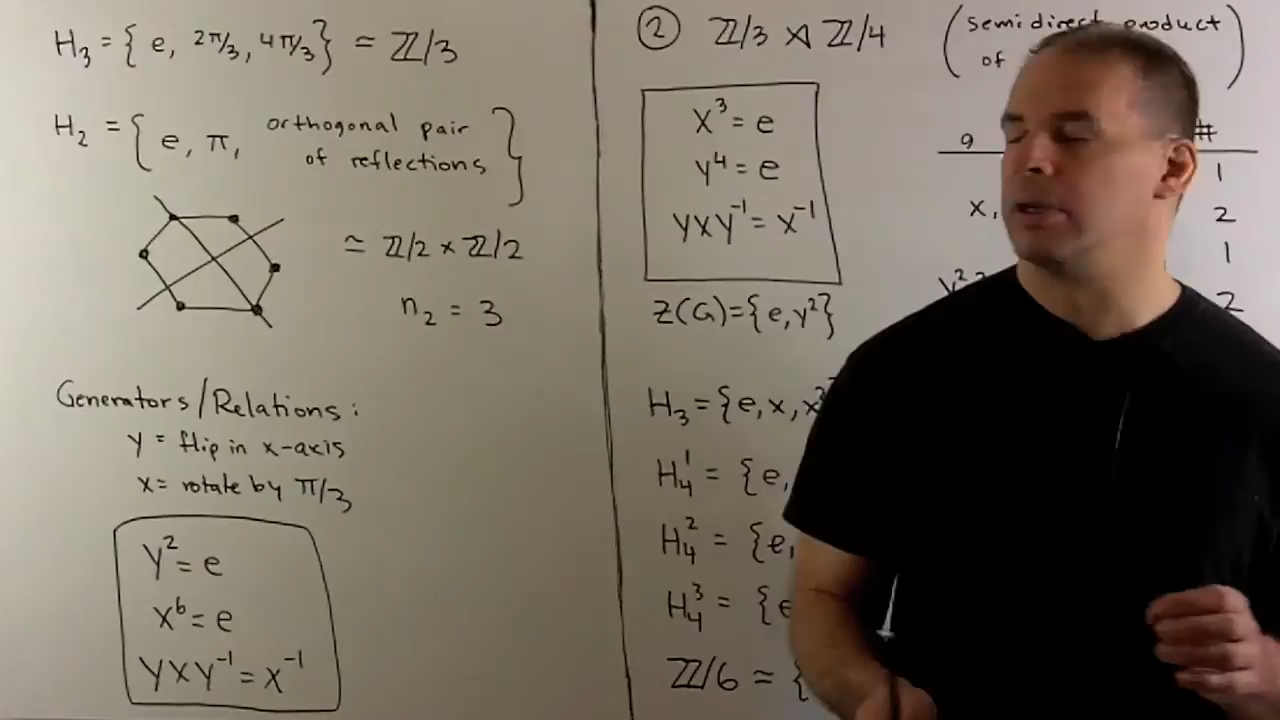 H₃ = { e, 2π/3, 4π/3 } ≃ ℤ/3
H₂ = { e, π, orthogonal pair
of reflections }
≃ ℤ/2 × ℤ/2
n₂ = 3
Generators/Relations:
y = flip in x-axis
x = rotate by π/3
y² = e
x⁶ = e
yxy⁻¹ = x⁻¹
② ℤ/3 ⋊ ℤ/4
(semidirect product
of
x³ = e
y⁴ = e
yxy⁻¹ = x⁻¹
Z(G) = {e, y²}
g #
1
x, 2
1
y² 2
H₃ = {e, x, x²
H₄¹ = {e,
H₄² = {e,
H₄³ = {e
ℤ/6 ≃ {